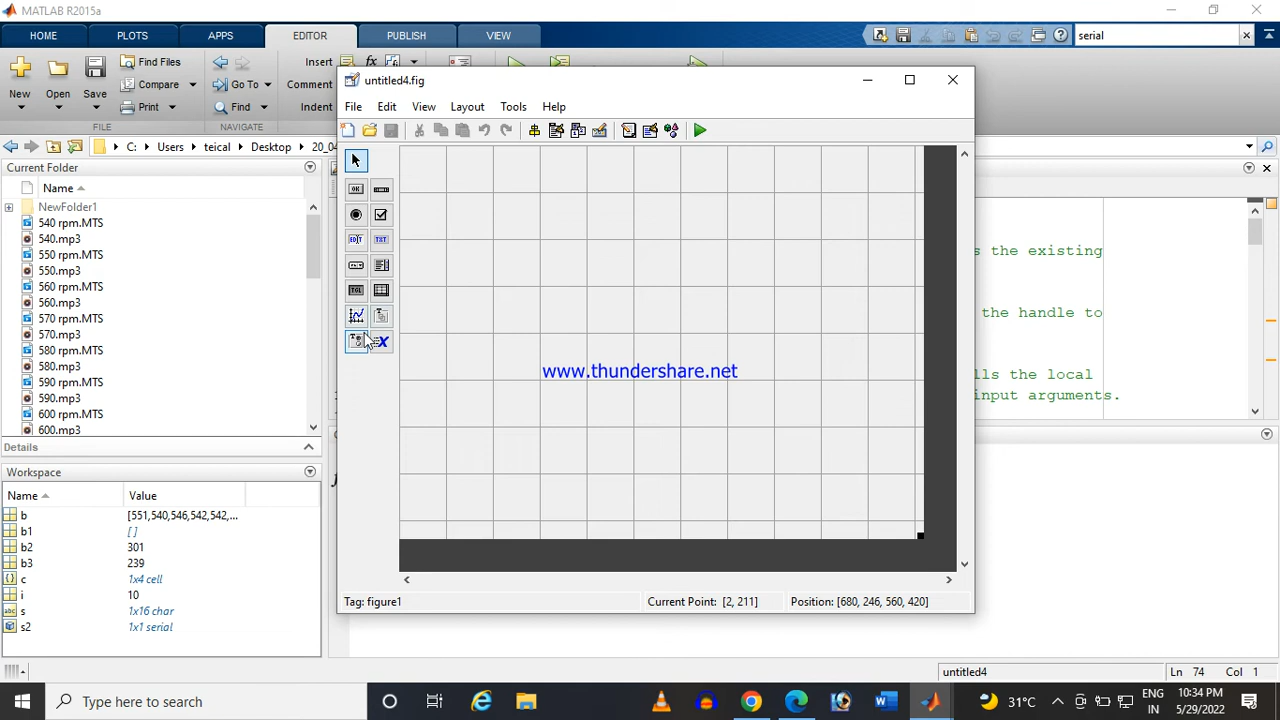 MATLAB R2015a
HOME PLOTS APPS EDITOR PUBLISH VIEW
serial
New Open Save Find Files Compare Print Go To Find Insert Comment Indent
FILE NAVIGATE
C: Users teical Desktop
Current Folder
Name
NewFolder1
540 rpm.MTS
540.mp3
550 rpm.MTS
550.mp3
560 rpm.MTS
560.mp3
570 rpm.MTS
570.mp3
580 rpm.MTS
580.mp3
590 rpm.MTS
590.mp3
600 rpm.MTS
600.mp3
Details
Workspace
Name Value
b [551,540,546,542,542,...
b1 [ ]
b2 301
b3 239
c 1x4 cell
i 10
s 1x16 char
s2 1x1 serial
untitled4.fig
File Edit View Layout Tools Help
OK
EDIT TXT
TGL
www.thundershare.net
Tag: figure1 Current Point: [2, 211] Position: [680, 246, 560, 420]
s the existing
the handle to
lls the local
input arguments.
untitled4 Ln 74 Col 1
Type here to search
31°C ENG IN 10:34 PM 5/29/2022